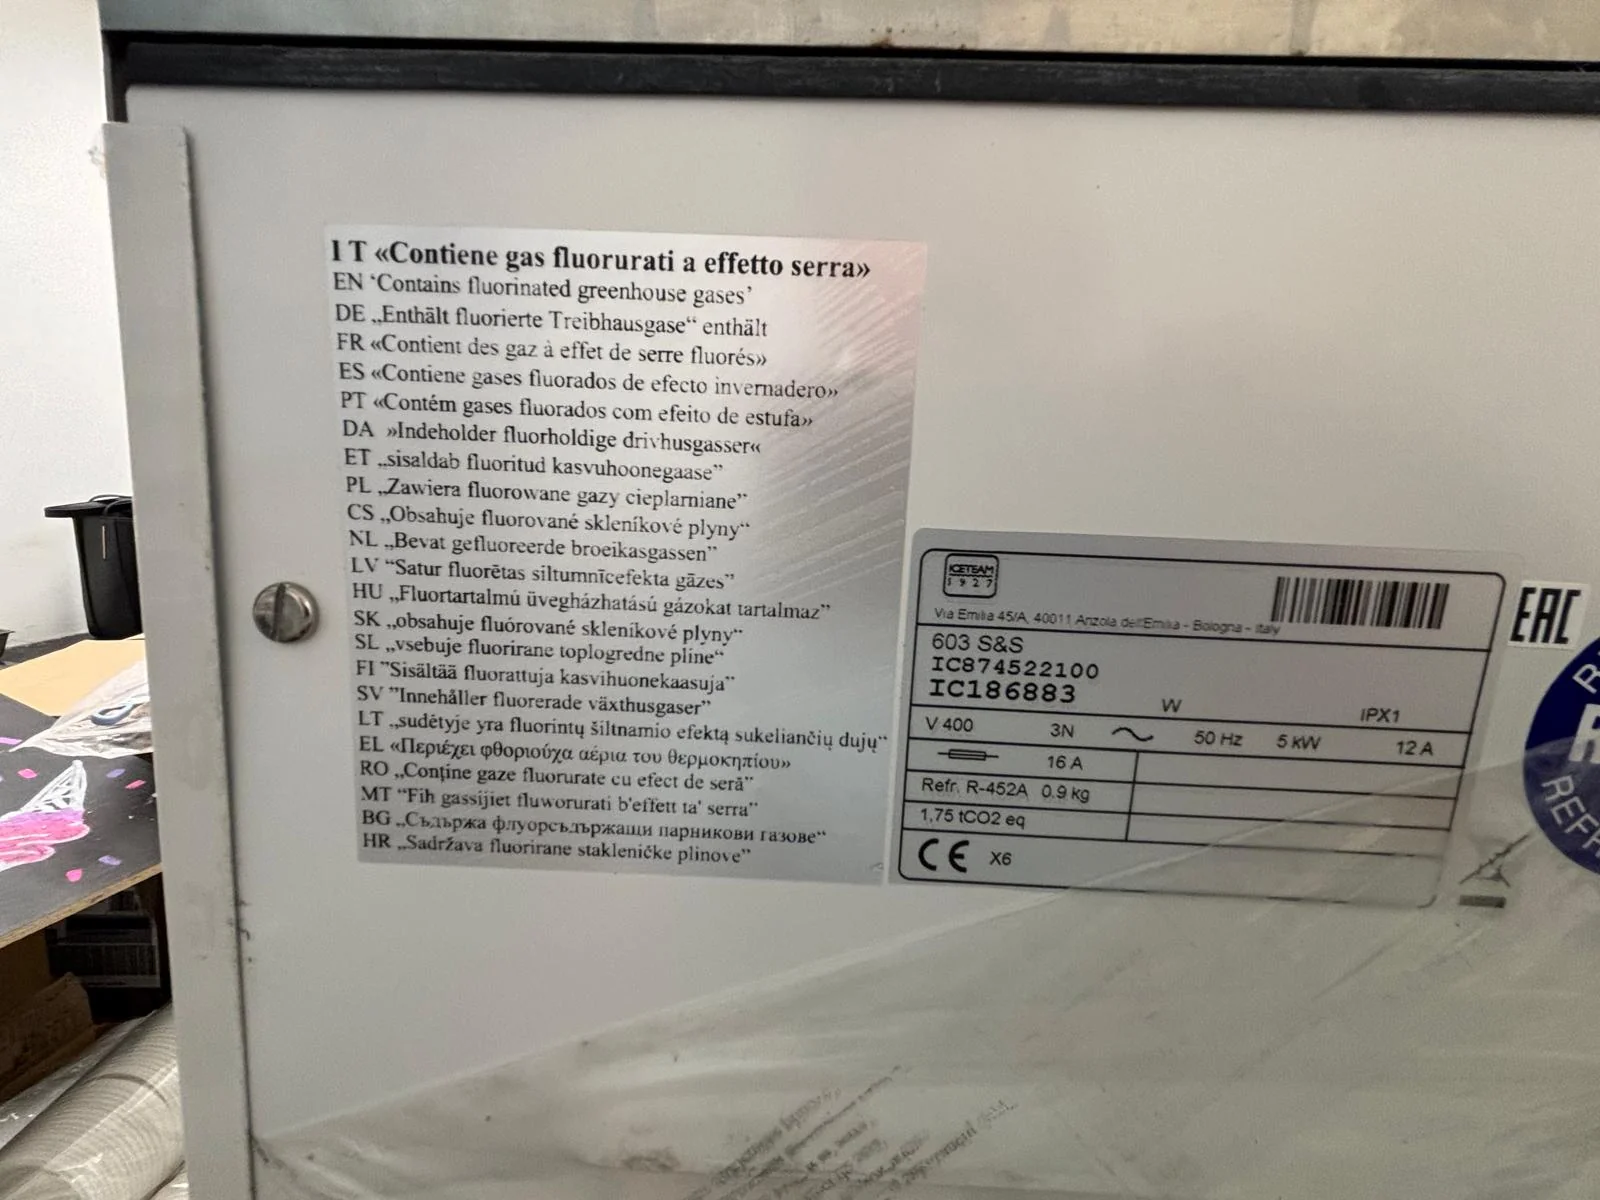 I T «Contiene gas fluorurati a effetto serra»
EN ‘Contains fluorinated greenhouse gases’
DE „Enthält fluorierte Treibhausgase“ enthält
FR «Contient des gaz à effet de serre fluorés»
ES «Contiene gases fluorados de efecto invernadero»
PT «Contém gases fluorados com efeito de estufa»
DA »Indeholder fluorholdige drivhusgasser«
ET „sisaldab fluoritud kasvuhoonegaase”
PL „Zawiera fluorowane gazy cieplarniane”
CS „Obsahuje fluorované skleníkové plyny“
NL „Bevat gefluoreerde broeikasgassen”
LV “Satur fluorētas siltumnīcefekta gāzes”
HU „Fluortartalmú üvegházhatású gázokat tartalmaz”
SK „obsahuje fluórované skleníkové plyny“
SL „vsebuje fluorirane toplogredne pline“
FI ”Sisältää fluorattuja kasvihuonekaasuja”
SV ”Innehåller fluorerade växthusgaser”
LT „sudėtyje yra fluorintų šiltnamio efektą sukeliančių dujų“
EL «Περιέχει φθοριούχα αέρια του θερμοκηπίου»
RO „Conține gaze fluorurate cu efect de seră”
MT “Fih gassijiet fluworurati b'effett ta' serra”
BG „Съдържа флуорсъдържащи парникови газове“
HR „Sadržava fluorirane stakleničke plinove”
ICETEAM
1927
Via Emilia 45/A, 40011 Anzola dell'Emilia - Bologna - Italy
603 S&S
IC874522100
IC186883 W IPX1
V 400 3N 50 Hz 5 kW 12 A
16 A
Refr. R-452A 0.9 kg
1,75 tCO2 eq
CE X6
EAC
REF